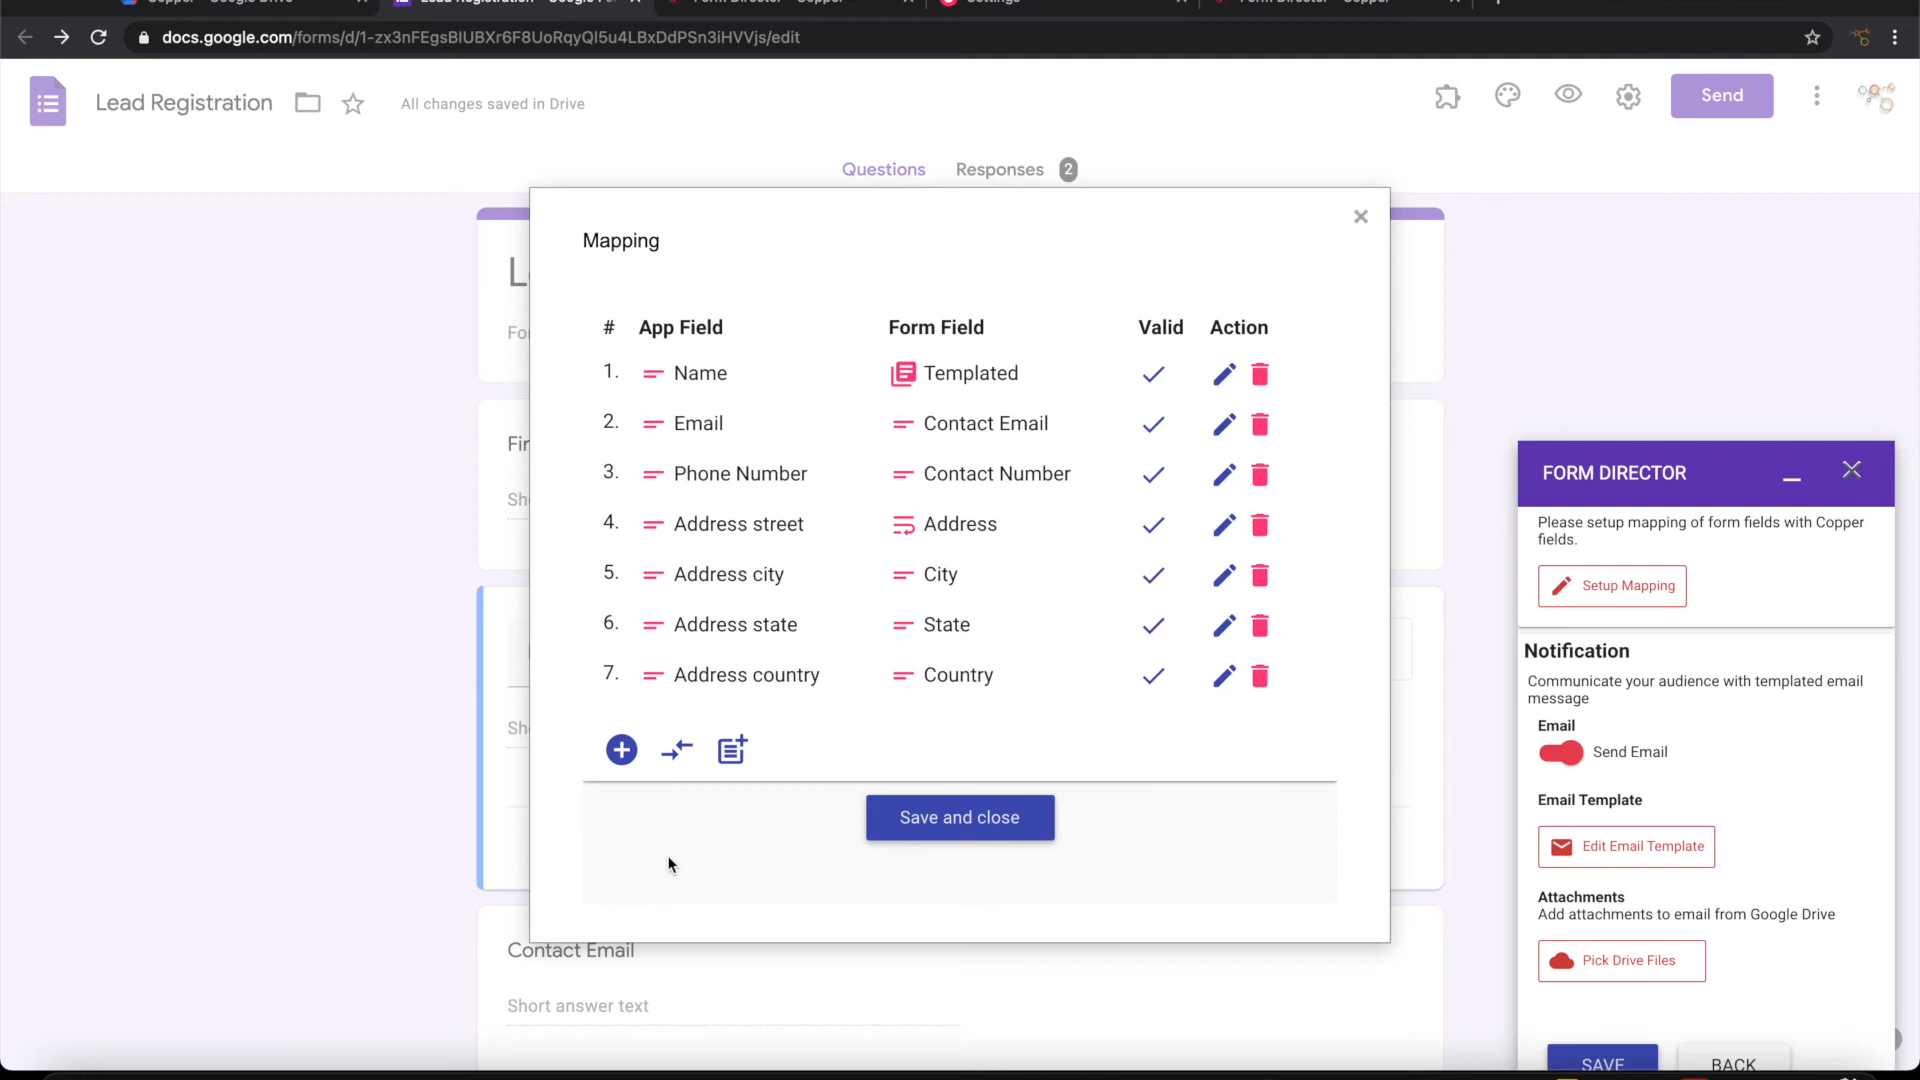 docs.google.com/forms/d/1-zx3nFEgsBlUBXr6F8UoRqyQl5u4LBxDdPSn3iHVVjs/edit
Lead Registration
All changes saved in Drive
Send
Questions
Responses 2
Mapping
# App Field Form Field Valid Action
1. Name Templated
2. Email Contact Email
3. Phone Number Contact Number
4. Address street Address
5. Address city City
6. Address state State
7. Address country Country
Save and close
Contact Email
Short answer text
FORM DIRECTOR
Please setup mapping of form fields with Copper
fields.
Setup Mapping
Notification
Communicate your audience with templated email
message
Email
Send Email
Email Template
Edit Email Template
Attachments
Add attachments to email from Google Drive
Pick Drive Files
SAVE
BACK